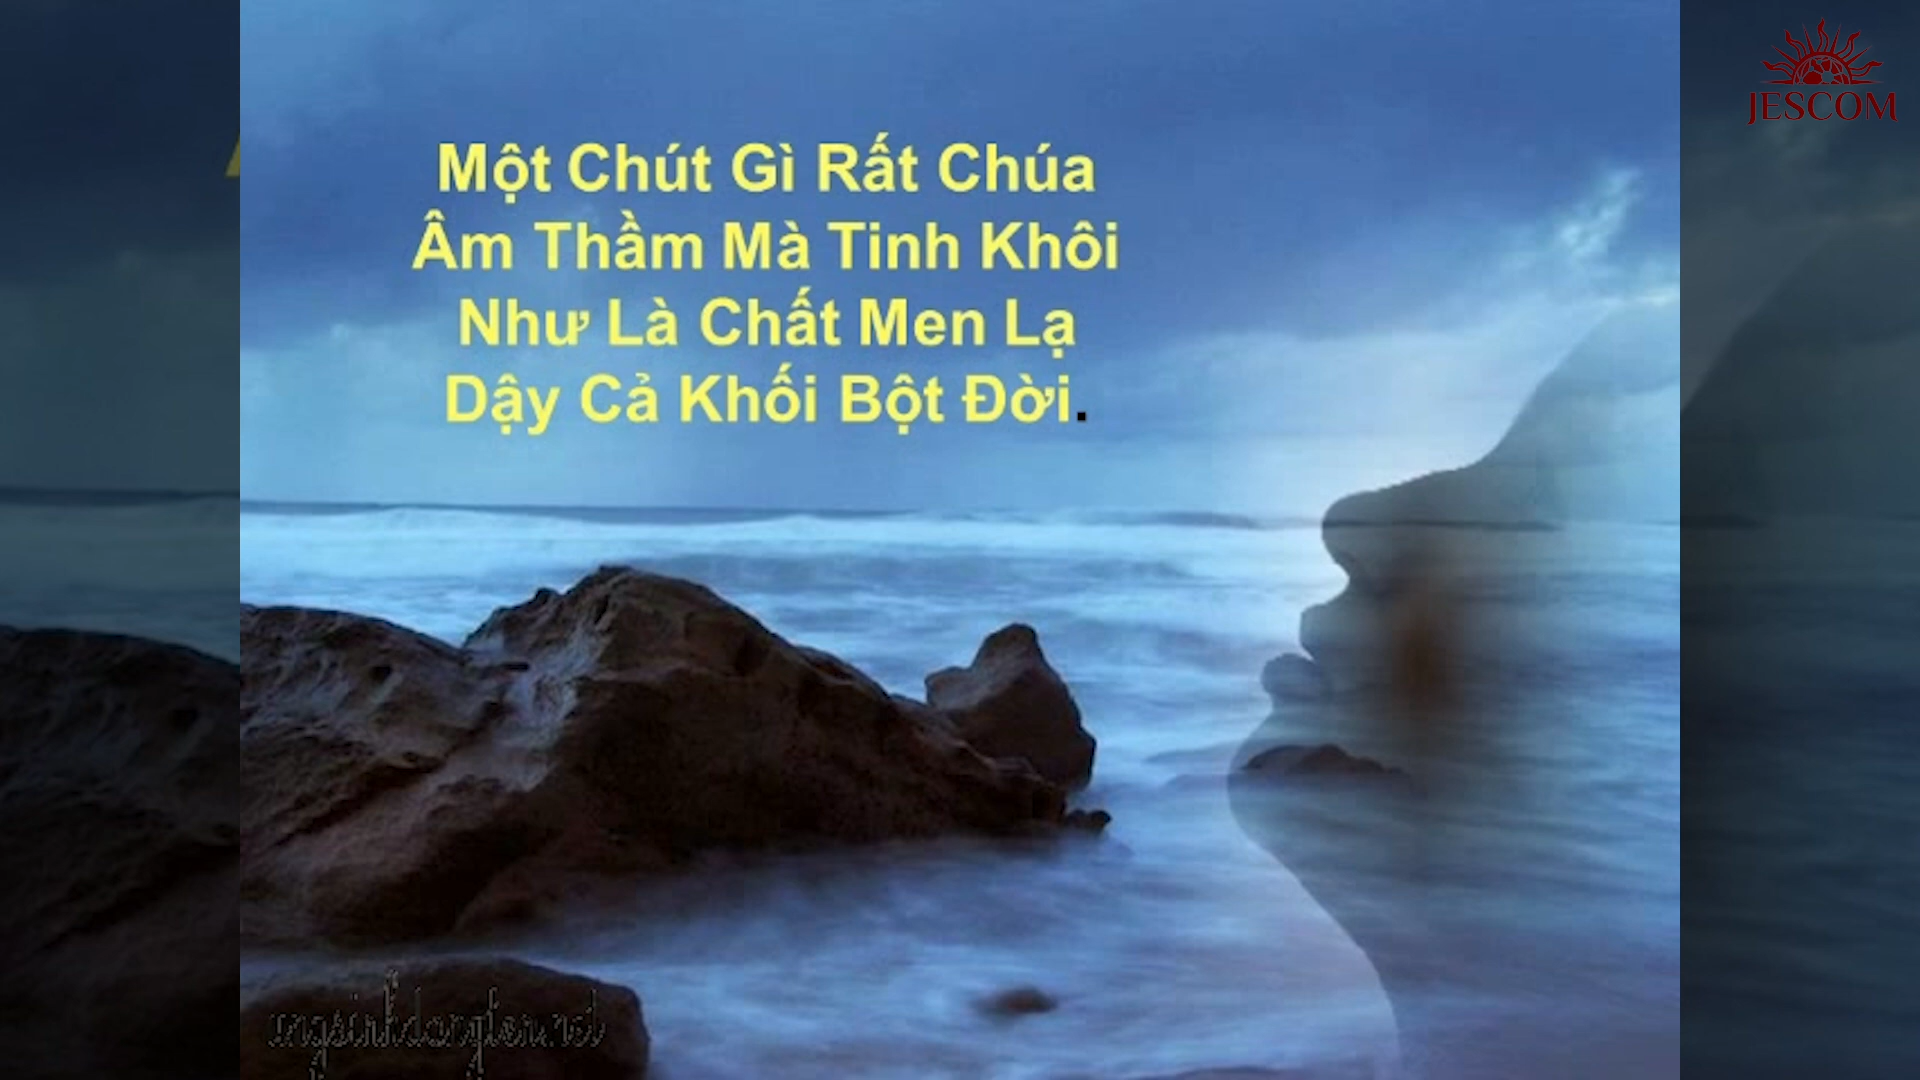 JESCOM
Một Chút Gì Rất Chúa
Âm Thầm Mà Tinh Khôi
Như Là Chất Men Lạ
Dậy Cả Khối Bột Đời.